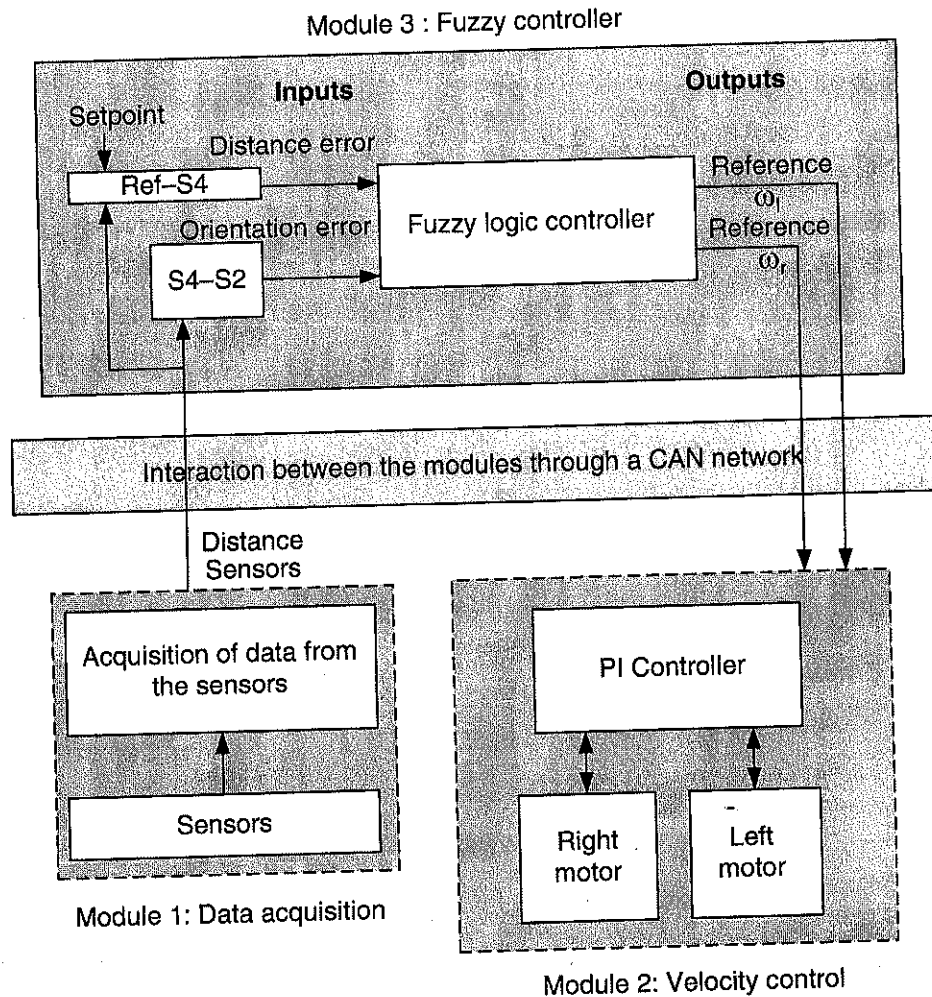 Module 3 : Fuzzy controller
Inputs
Outputs
Setpoint
Distance error
Ref–S4
Orientation error
S4–S2
Fuzzy logic controller
Reference
ωl
Reference
ωr
Interaction between the modules through a CAN network
Distance
Sensors
Acquisition of data from
the sensors
Sensors
Module 1: Data acquisition
PI Controller
Right
motor
Left
motor
Module 2: Velocity control